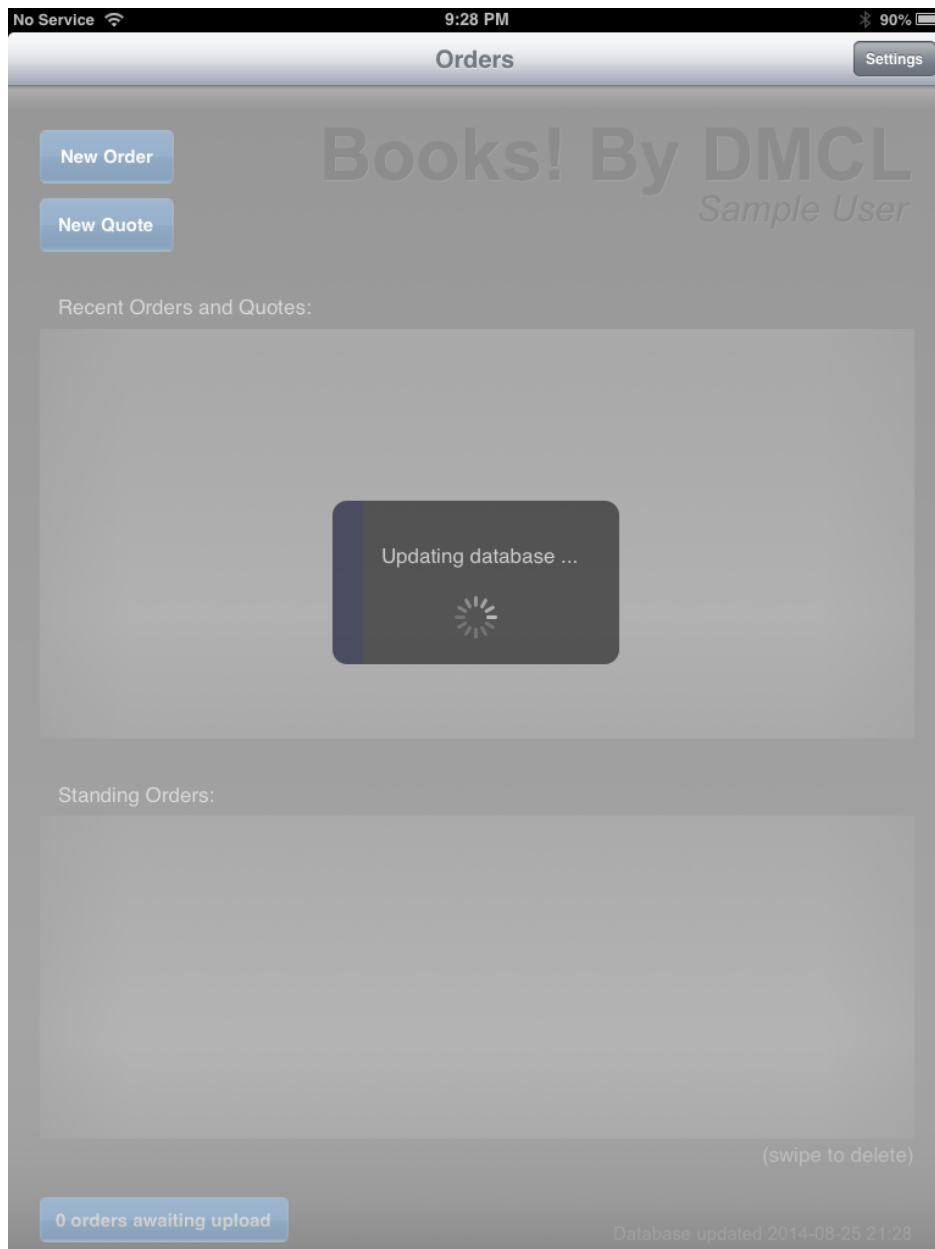 No Service 9:28 PM 90%
Orders Settings
New Order
Books! By DMCL
Sample User
New Quote
Recent Orders and Quotes:
Updating database ...
Standing Orders:
(swipe to delete)
0 orders awaiting upload
Database updated 2014-08-25 21:28